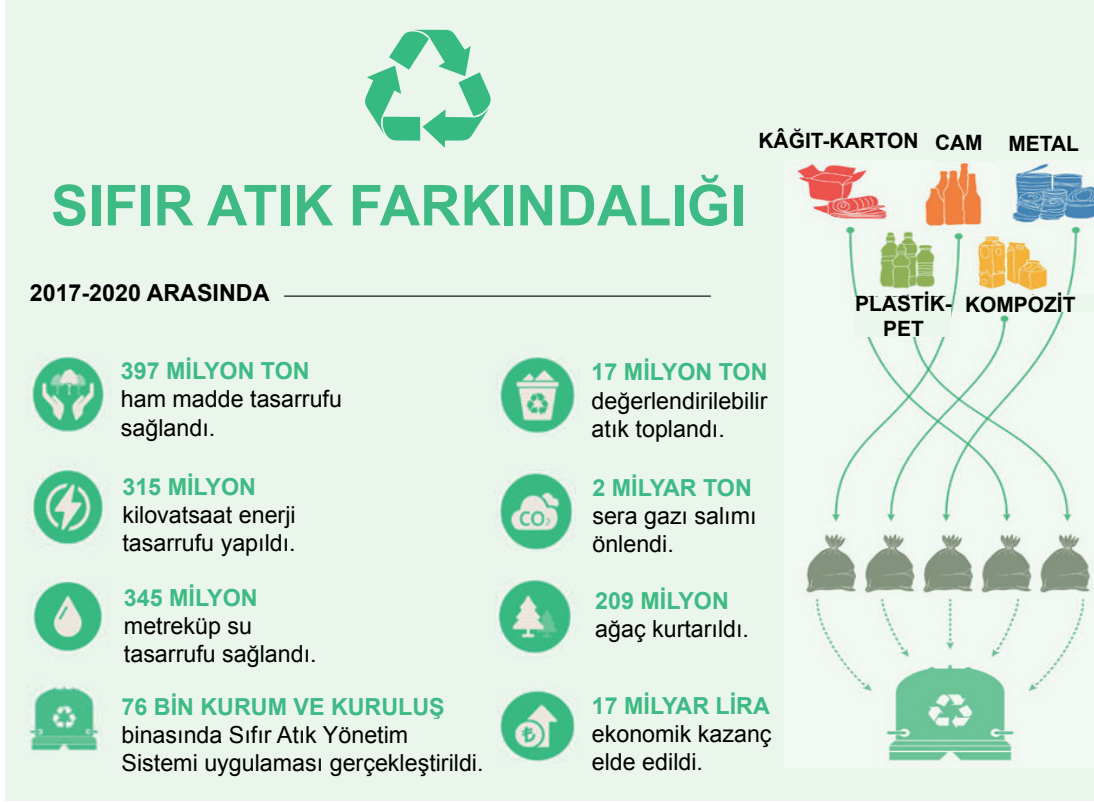 SIFIR ATIK FARKINDALIĞI
KÂĞIT-KARTON CAM METAL
PLASTİK-
PET
KOMPOZİT
2017-2020 ARASINDA
397 MİLYON TON
ham madde tasarrufu
sağlandı.
315 MİLYON
kilovatsaat enerji
tasarrufu yapıldı.
345 MİLYON
metreküp su
tasarrufu sağlandı.
76 BİN KURUM VE KURULUŞ
binasında Sıfır Atık Yönetim
Sistemi uygulaması gerçekleştirildi.
17 MİLYON TON
değerlendirilebilir
atık toplandı.
CO₂
2 MİLYAR TON
sera gazı salımı
önlendi.
209 MİLYON
ağaç kurtarıldı.
₺
17 MİLYAR LİRA
ekonomik kazanç
elde edildi.